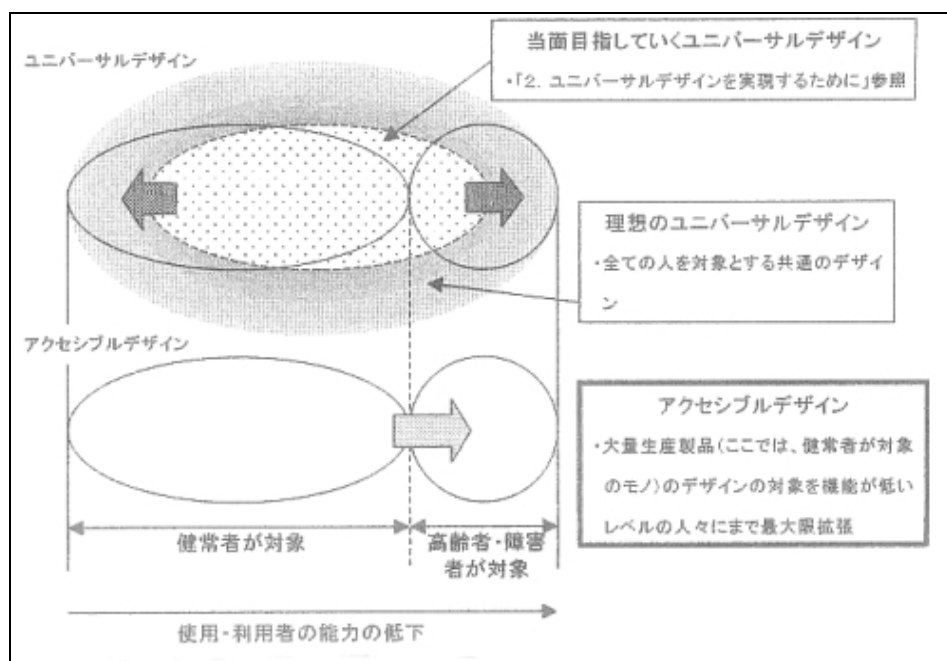 ユニバーサルデザイン
当面目指していくユニバーサルデザイン
・「2. ユニバーサルデザインを実現するために」参照
理想のユニバーサルデザイン
・全ての人を対象とする共通のデザイ
ン
アクセシブルデザイン
アクセシブルデザイン
・大量生産製品(ここでは、健常者が対象
のモノ)のデザインの対象を機能が低い
レベルの人々にまで最大限拡張
健常者が対象
高齢者・障害
者が対象
使用・利用者の能力の低下